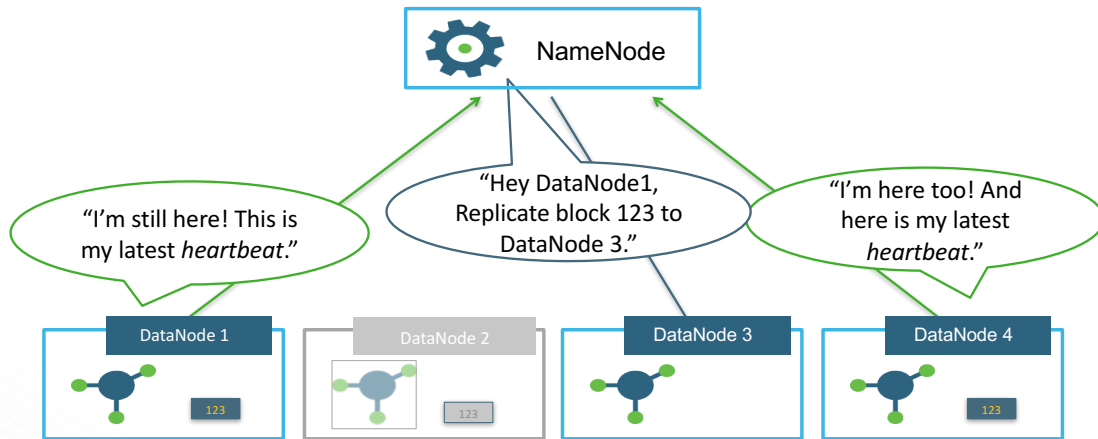 NameNode
“I’m still here! This is
my latest heartbeat.”
“Hey DataNode1,
Replicate block 123 to
DataNode 3.”
“I’m here too! And
here is my latest
heartbeat.”
DataNode 1
DataNode 2
DataNode 3
DataNode 4
123
123
123